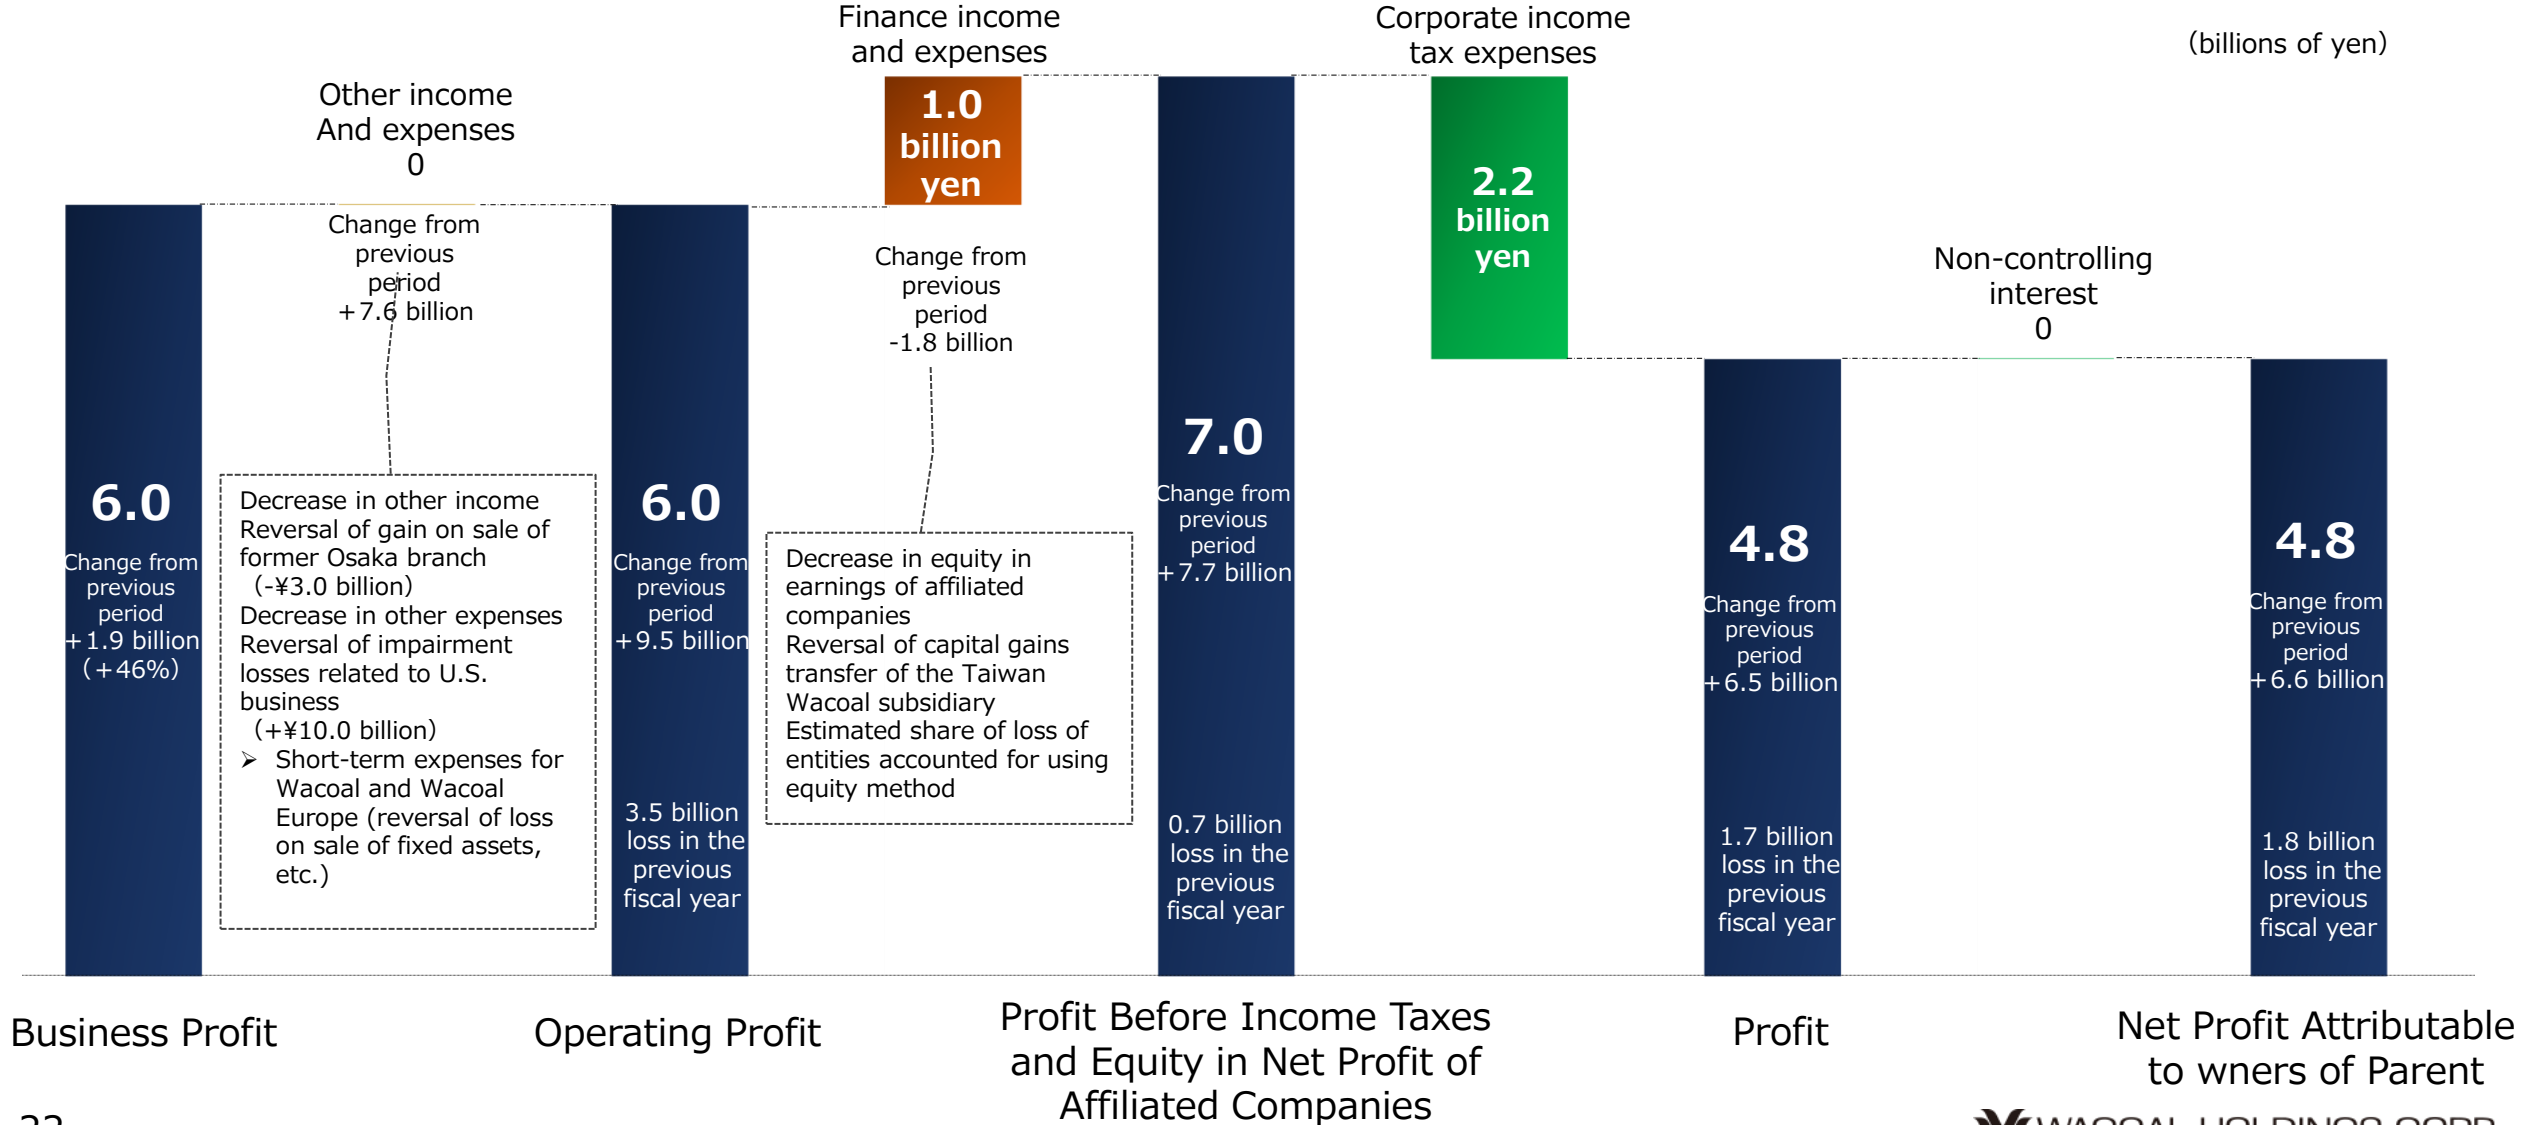 Finance income
and expenses
Corporate income
tax expenses
(billions of yen)
Other income
And expenses
0
1.0
billion
yen
2.2
billion
yen
Change from
previous
period
+7.6 billion
Change from
previous
period
-1.8 billion
Non-controlling
interest
0
6.0
Change from
previous
period
+1.9 billion
(+46%)
Decrease in other income
Reversal of gain on sale of
former Osaka branch
(-¥3.0 billion)
Decrease in other expenses
Reversal of impairment
losses related to U.S.
business
(+¥10.0 billion)
➢ Short-term expenses for
Wacoal and Wacoal
Europe (reversal of loss
on sale of fixed assets,
etc.)
6.0
Change from
previous
period
+9.5 billion
3.5 billion
loss in the
previous
fiscal year
Decrease in equity in
earnings of affiliated
companies
Reversal of capital gains
transfer of the Taiwan
Wacoal subsidiary
Estimated share of loss of
entities accounted for using
equity method
7.0
Change from
previous
period
+7.7 billion
0.7 billion
loss in the
previous
fiscal year
4.8
Change from
previous
period
+6.5 billion
1.7 billion
loss in the
previous
fiscal year
4.8
Change from
previous
period
+6.6 billion
1.8 billion
loss in the
previous
fiscal year
Business Profit
Operating Profit
Profit Before Income Taxes
and Equity in Net Profit of
Affiliated Companies
Profit
Net Profit Attributable
to wners of Parent
WACOAL HOLDINGS CORP.